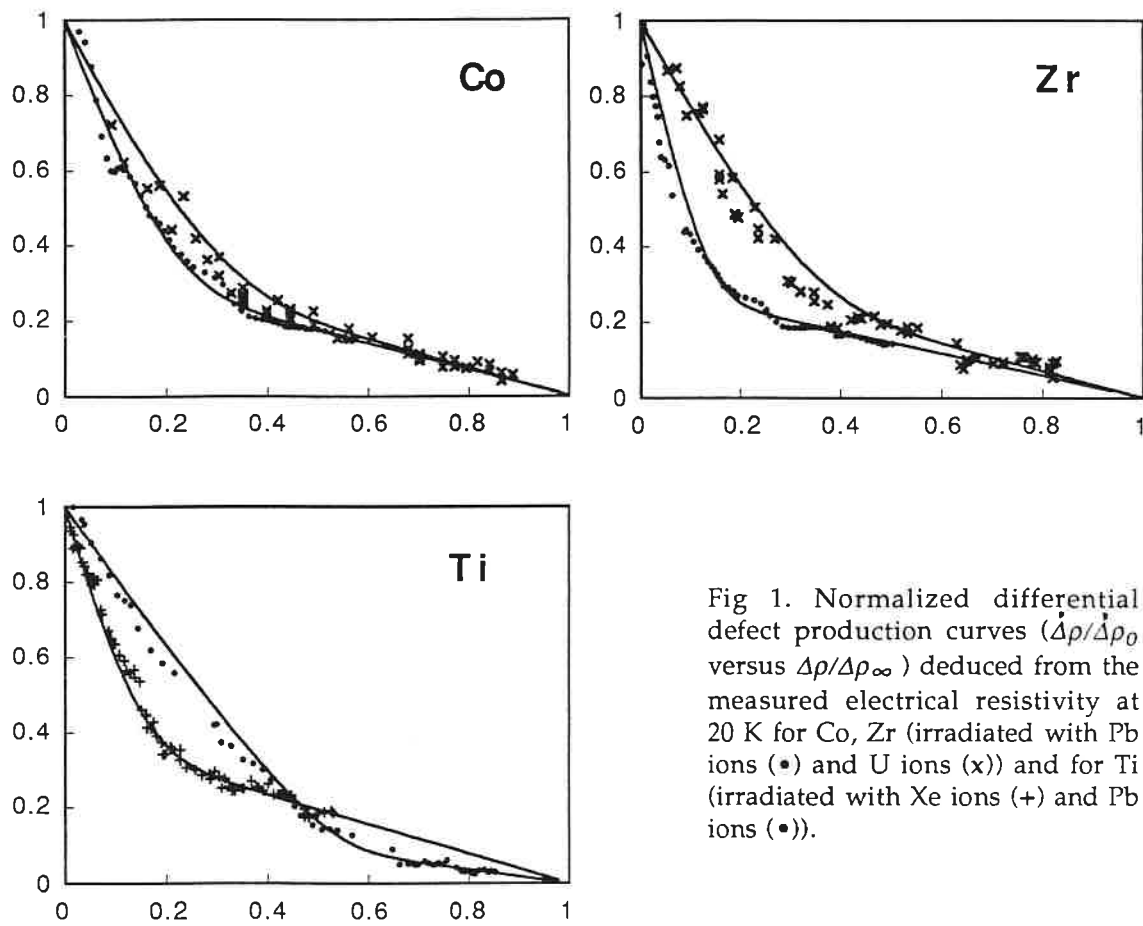 1
0.8
0.6
0.4
0.2
0
0 0.2 0.4 0.6 0.8 1
Co
1
0.8
0.6
0.4
0.2
0
0 0.2 0.4 0.6 0.8 1
Zr
1
0.8
0.6
0.4
0.2
0
0 0.2 0.4 0.6 0.8 1
Ti
Fig 1. Normalized differential
defect production curves (Δρ̇/Δρ̇₀
versus Δρ/Δρ∞ ) deduced from the
measured electrical resistivity at
20 K for Co, Zr (irradiated with Pb
ions (•) and U ions (x)) and for Ti
(irradiated with Xe ions (+) and Pb
ions (•)).